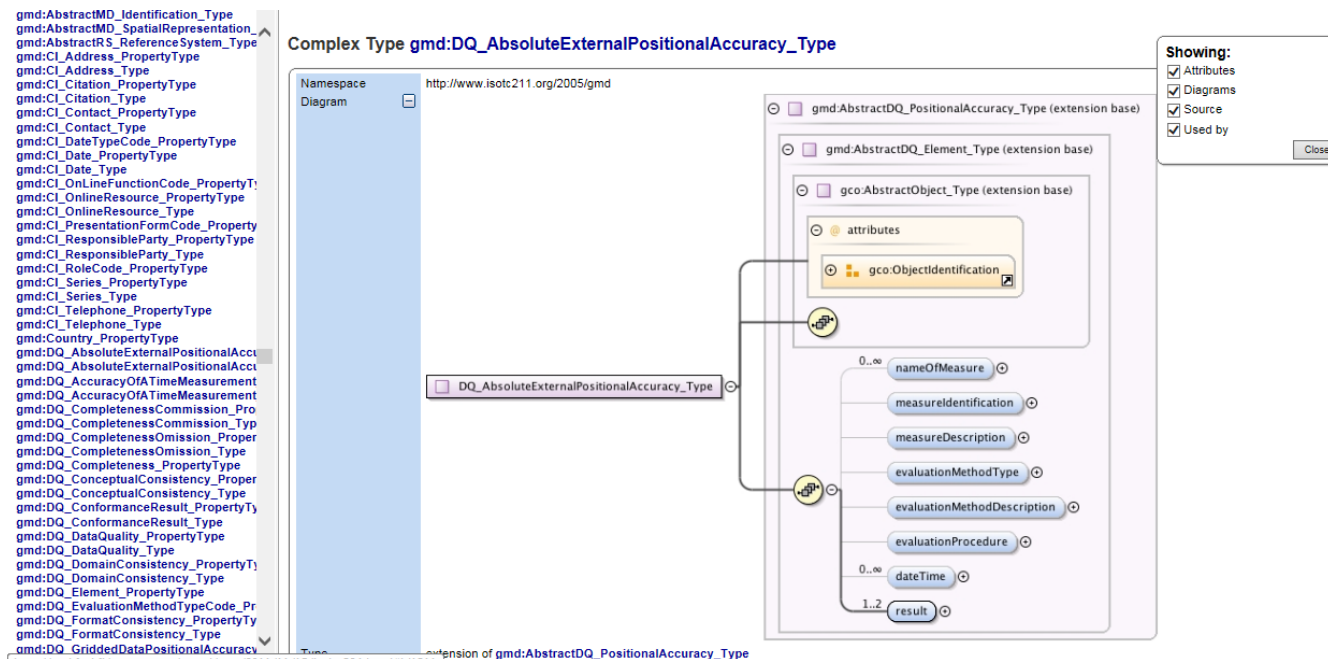 gmd:AbstractMD_Identification_Type
gmd:AbstractMD_SpatialRepresentation_
gmd:AbstractRS_ReferenceSystem_Type
gmd:CI_Address_PropertyType
gmd:CI_Address_Type
gmd:CI_Citation_PropertyType
gmd:CI_Citation_Type
gmd:CI_Contact_PropertyType
gmd:CI_Contact_Type
gmd:CI_DateTypeCode_PropertyType
gmd:CI_Date_PropertyType
gmd:CI_Date_Type
gmd:CI_OnLineFunctionCode_PropertyTy
gmd:CI_OnlineResource_PropertyType
gmd:CI_OnlineResource_Type
gmd:CI_PresentationFormCode_Property
gmd:CI_ResponsibleParty_PropertyType
gmd:CI_ResponsibleParty_Type
gmd:CI_RoleCode_PropertyType
gmd:CI_Series_PropertyType
gmd:CI_Series_Type
gmd:CI_Telephone_PropertyType
gmd:CI_Telephone_Type
gmd:Country_PropertyType
gmd:DQ_AbsoluteExternalPositionalAccu
gmd:DQ_AbsoluteExternalPositionalAccu
gmd:DQ_AccuracyOfATimeMeasurement
gmd:DQ_AccuracyOfATimeMeasurement
gmd:DQ_CompletenessCommission_Pro
gmd:DQ_CompletenessCommission_Typ
gmd:DQ_CompletenessOmission_Proper
gmd:DQ_CompletenessOmission_Type
gmd:DQ_Completeness_PropertyType
gmd:DQ_ConceptualConsistency_Proper
gmd:DQ_ConceptualConsistency_Type
gmd:DQ_ConformanceResult_PropertyTy
gmd:DQ_ConformanceResult_Type
gmd:DQ_DataQuality_PropertyType
gmd:DQ_DataQuality_Type
gmd:DQ_DomainConsistency_PropertyTy
gmd:DQ_DomainConsistency_Type
gmd:DQ_Element_PropertyType
gmd:DQ_EvaluationMethodTypeCode_Pr
gmd:DQ_FormatConsistency_PropertyTy
gmd:DQ_FormatConsistency_Type
gmd:DQ_GriddedDataPositionalAccuracy
Complex Type gmd:DQ_AbsoluteExternalPositionalAccuracy_Type
Namespace http://www.isotc211.org/2005/gmd
Diagram
gmd:AbstractDQ_PositionalAccuracy_Type (extension base)
gmd:AbstractDQ_Element_Type (extension base)
gco:AbstractObject_Type (extension base)
@ attributes
gco:ObjectIdentification
DQ_AbsoluteExternalPositionalAccuracy_Type
0..∞ nameOfMeasure
measureIdentification
measureDescription
evaluationMethodType
evaluationMethodDescription
evaluationProcedure
0..∞ dateTime
1..2 result
Type extension of gmd:AbstractDQ_PositionalAccuracy_Type
Showing:
Attributes
Diagrams
Source
Used by
Close